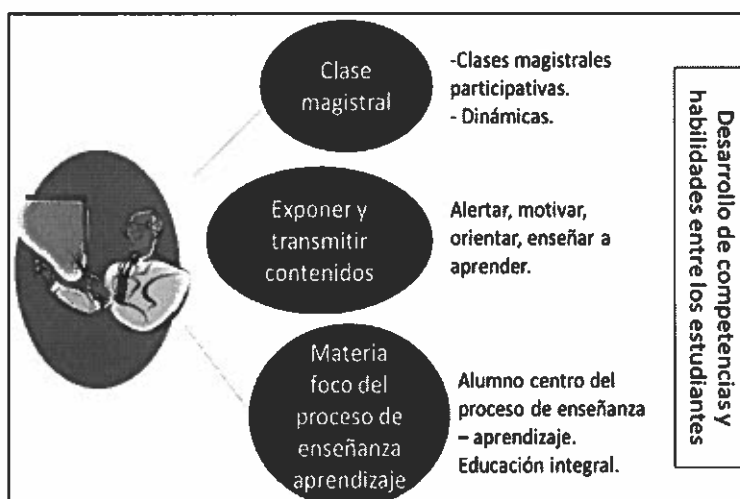 Clase
magistral
-Clases magistrales
participativas.
- Dinámicas.
Exponer y
transmitir
contenidos
Alertar, motivar,
orientar, enseñar a
aprender.
Materia
foco del
proceso de
enseñanza
aprendizaje
Alumno centro del
proceso de enseñanza
– aprendizaje.
Educación integral.
Desarrollo de competencias y
habilidades entre los estudiantes